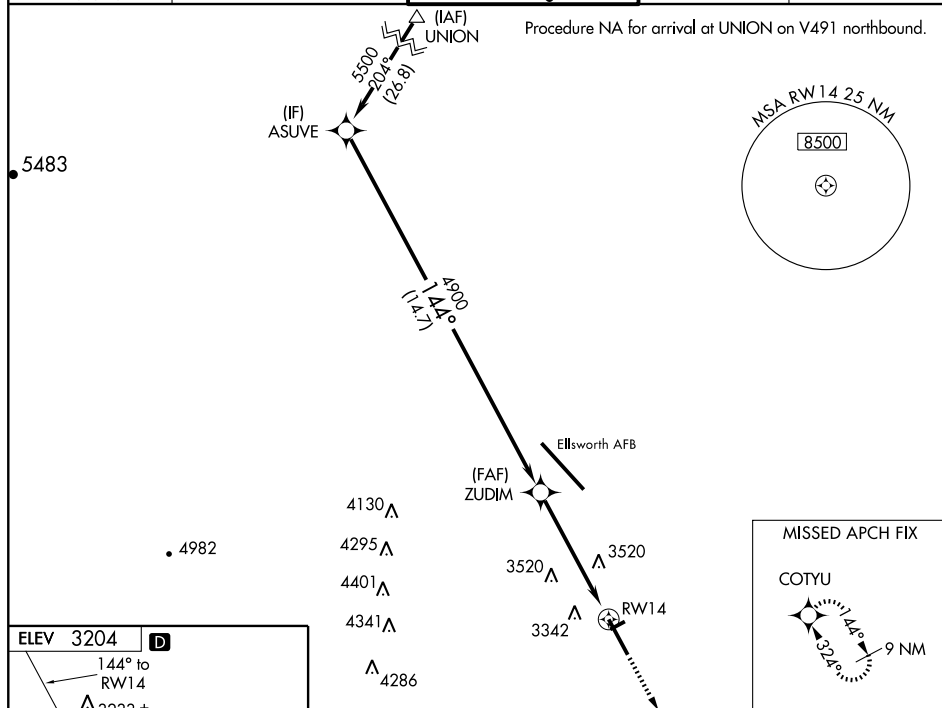 (IAF)
UNION
Procedure NA for arrival at UNION on V491 northbound.
5500
204°
(26.8)
(IF)
ASUVE
MSA RW14 25 NM
8500
5483
4900
144°
(14.7)
Ellsworth AFB
(FAF)
ZUDIM
4130
4982
4295
4401
4341
4286
3520
3520
3342
RW14
MISSED APCH FIX
COTYU
144°
324°
9 NM
ELEV 3204 D
144° to
RW14